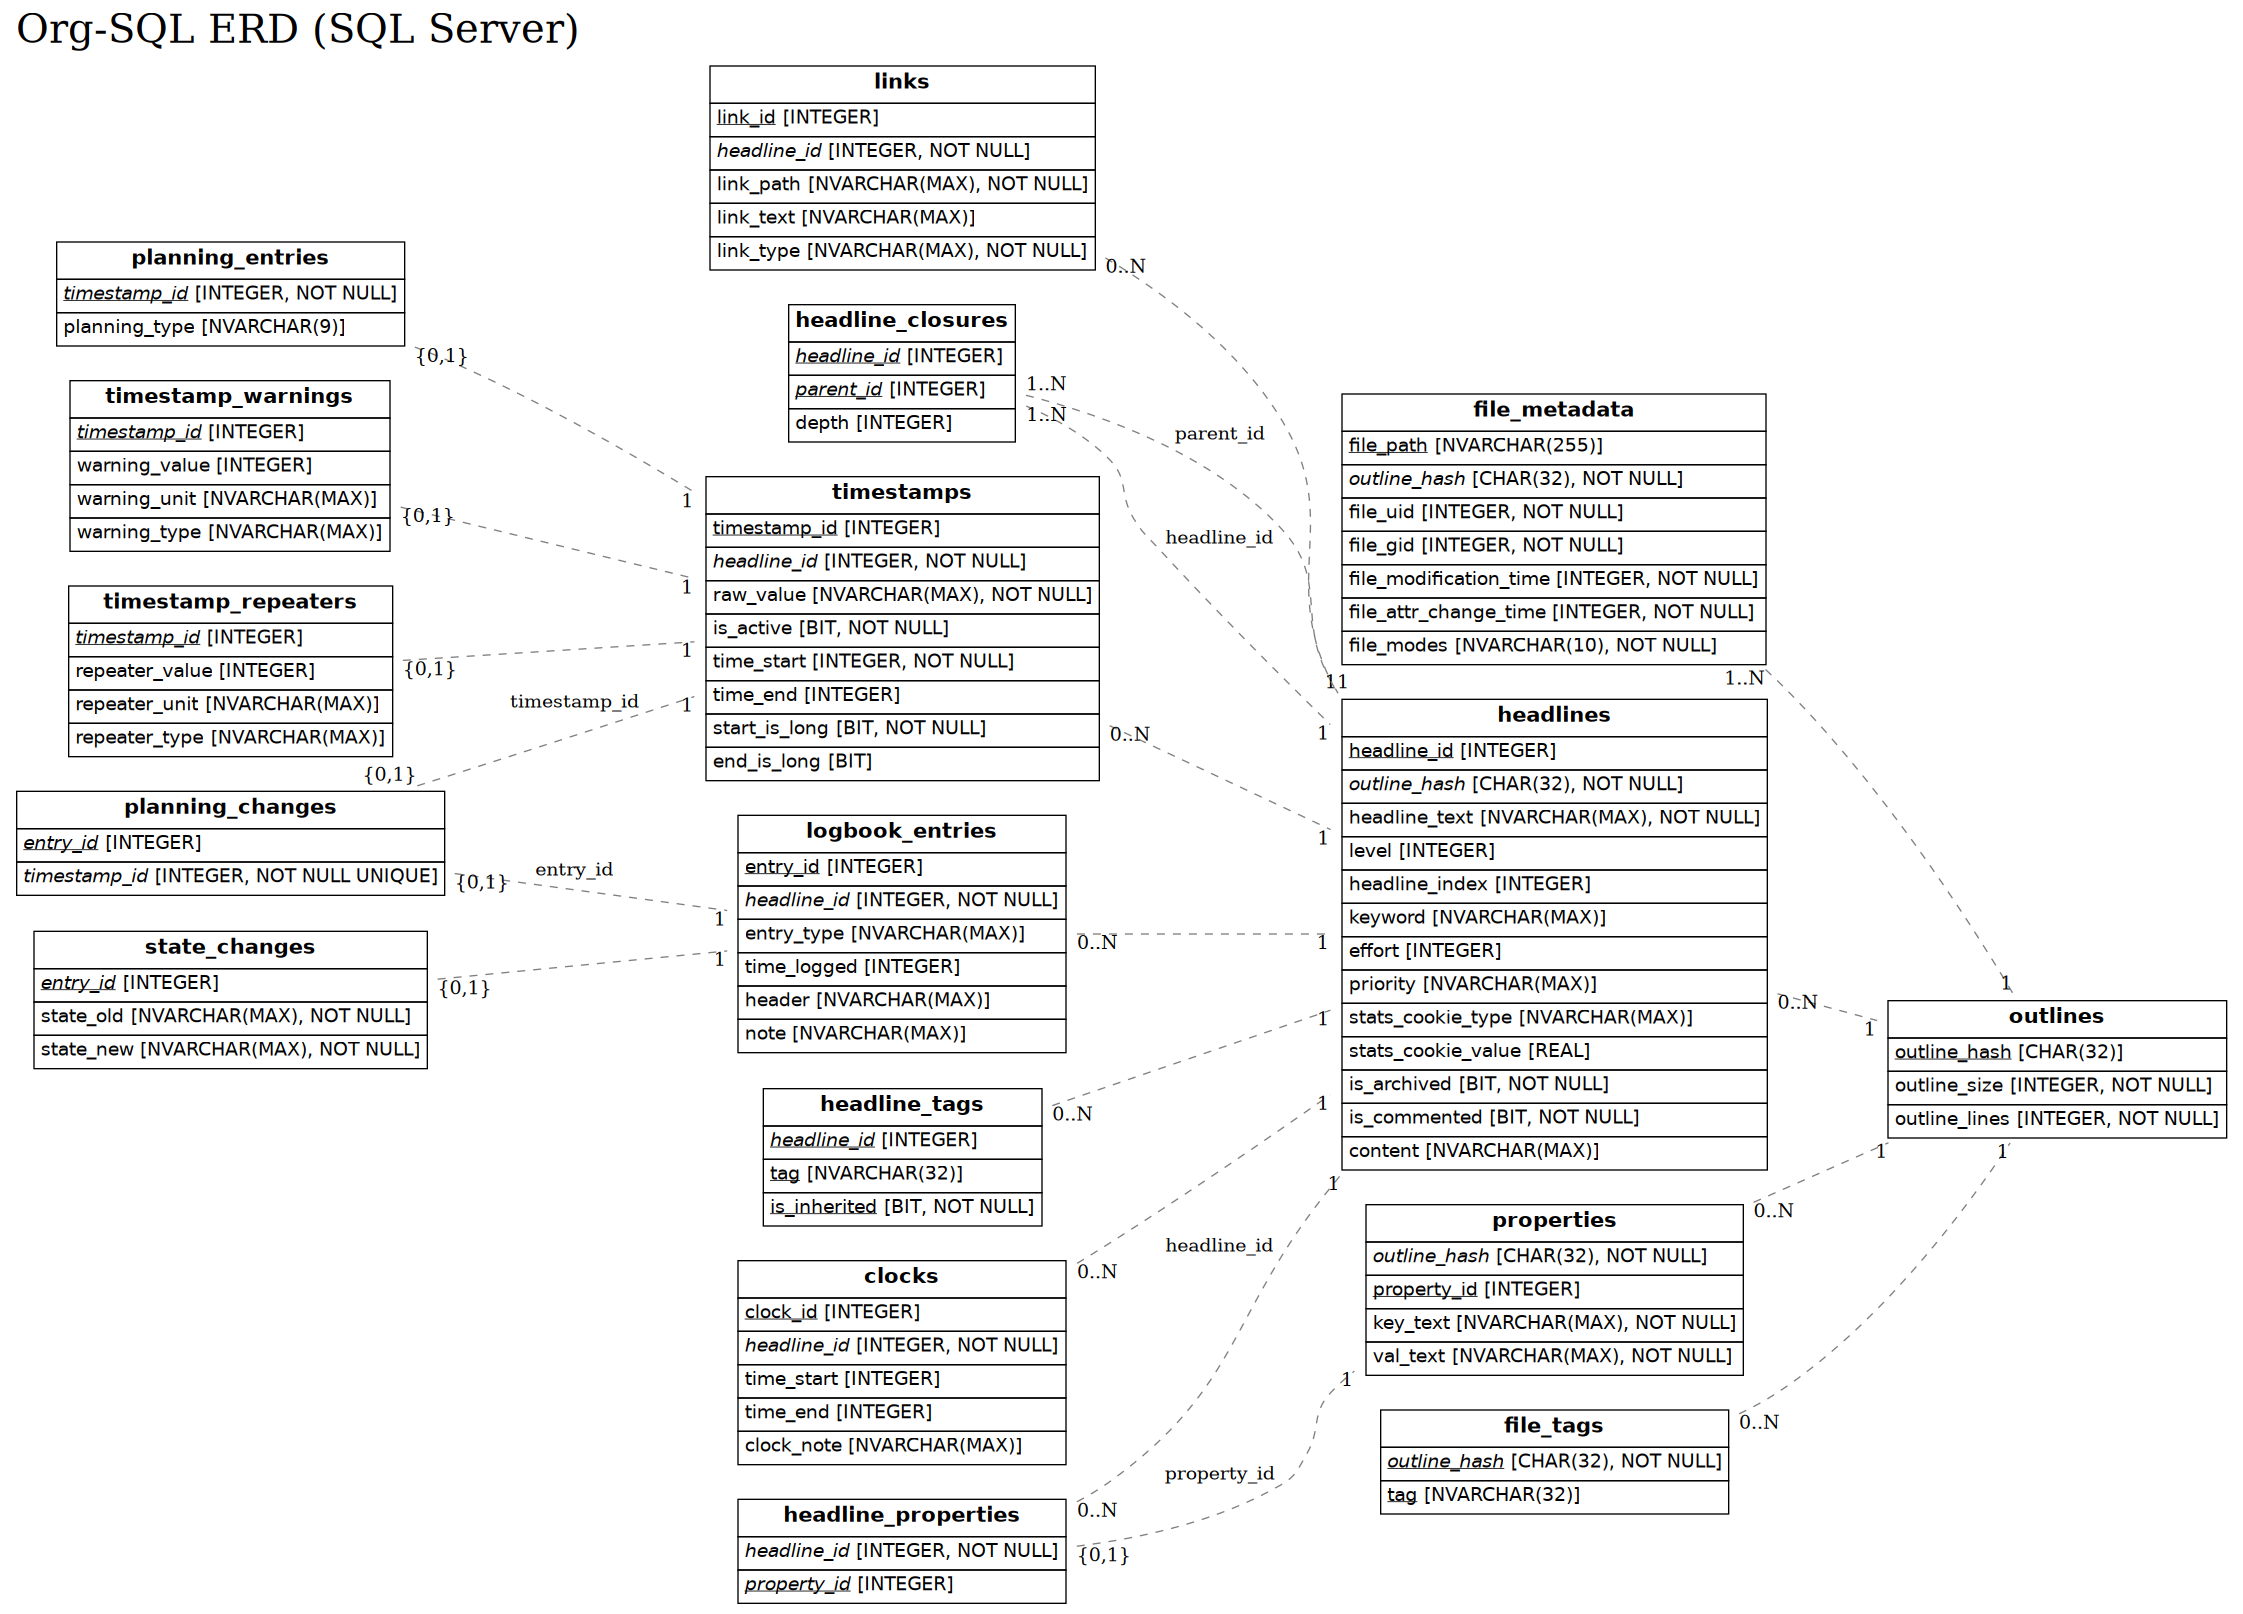 Org-SQL ERD (SQL Server)
links
link_id [INTEGER]
headline_id [INTEGER, NOT NULL]
link_path [NVARCHAR(MAX), NOT NULL]
link_text [NVARCHAR(MAX)]
link_type [NVARCHAR(MAX), NOT NULL]
0..N
planning_entries
timestamp_id [INTEGER, NOT NULL]
planning_type [NVARCHAR(9)]
{0,1}
1
headline_closures
headline_id [INTEGER]
parent_id [INTEGER]
depth [INTEGER]
1..N
1..N
parent_id
headline_id
timestamp_warnings
timestamp_id [INTEGER]
warning_value [INTEGER]
warning_unit [NVARCHAR(MAX)]
warning_type [NVARCHAR(MAX)]
{0,1}
1
file_metadata
file_path [NVARCHAR(255)]
outline_hash [CHAR(32), NOT NULL]
file_uid [INTEGER, NOT NULL]
file_gid [INTEGER, NOT NULL]
file_modification_time [INTEGER, NOT NULL]
file_attr_change_time [INTEGER, NOT NULL]
file_modes [NVARCHAR(10), NOT NULL]
1..N
1
timestamps
timestamp_id [INTEGER]
headline_id [INTEGER, NOT NULL]
raw_value [NVARCHAR(MAX), NOT NULL]
is_active [BIT, NOT NULL]
time_start [INTEGER, NOT NULL]
time_end [INTEGER]
start_is_long [BIT, NOT NULL]
end_is_long [BIT]
0..N
1
timestamp_repeaters
timestamp_id [INTEGER]
repeater_value [INTEGER]
repeater_unit [NVARCHAR(MAX)]
repeater_type [NVARCHAR(MAX)]
{0,1}
1
timestamp_id
1
{0,1}
planning_changes
entry_id [INTEGER]
timestamp_id [INTEGER, NOT NULL UNIQUE]
{0,1}
entry_id
1
11
1
headlines
headline_id [INTEGER]
outline_hash [CHAR(32), NOT NULL]
headline_text [NVARCHAR(MAX), NOT NULL]
level [INTEGER]
headline_index [INTEGER]
keyword [NVARCHAR(MAX)]
effort [INTEGER]
priority [NVARCHAR(MAX)]
stats_cookie_type [NVARCHAR(MAX)]
stats_cookie_value [REAL]
is_archived [BIT, NOT NULL]
is_commented [BIT, NOT NULL]
content [NVARCHAR(MAX)]
0..N
1
logbook_entries
entry_id [INTEGER]
headline_id [INTEGER, NOT NULL]
entry_type [NVARCHAR(MAX)]
time_logged [INTEGER]
header [NVARCHAR(MAX)]
note [NVARCHAR(MAX)]
0..N
1
state_changes
entry_id [INTEGER]
state_old [NVARCHAR(MAX), NOT NULL]
state_new [NVARCHAR(MAX), NOT NULL]
{0,1}
1
outlines
outline_hash [CHAR(32)]
outline_size [INTEGER, NOT NULL]
outline_lines [INTEGER, NOT NULL]
1
1
headline_tags
headline_id [INTEGER]
tag [NVARCHAR(32)]
is_inherited [BIT, NOT NULL]
0..N
1
clocks
clock_id [INTEGER]
headline_id [INTEGER, NOT NULL]
time_start [INTEGER]
time_end [INTEGER]
clock_note [NVARCHAR(MAX)]
0..N
1
properties
outline_hash [CHAR(32), NOT NULL]
property_id [INTEGER]
key_text [NVARCHAR(MAX), NOT NULL]
val_text [NVARCHAR(MAX), NOT NULL]
0..N
1
file_tags
outline_hash [CHAR(32), NOT NULL]
tag [NVARCHAR(32)]
0..N
headline_properties
headline_id [INTEGER, NOT NULL]
property_id [INTEGER]
0..N
headline_id
1
{0,1}
property_id